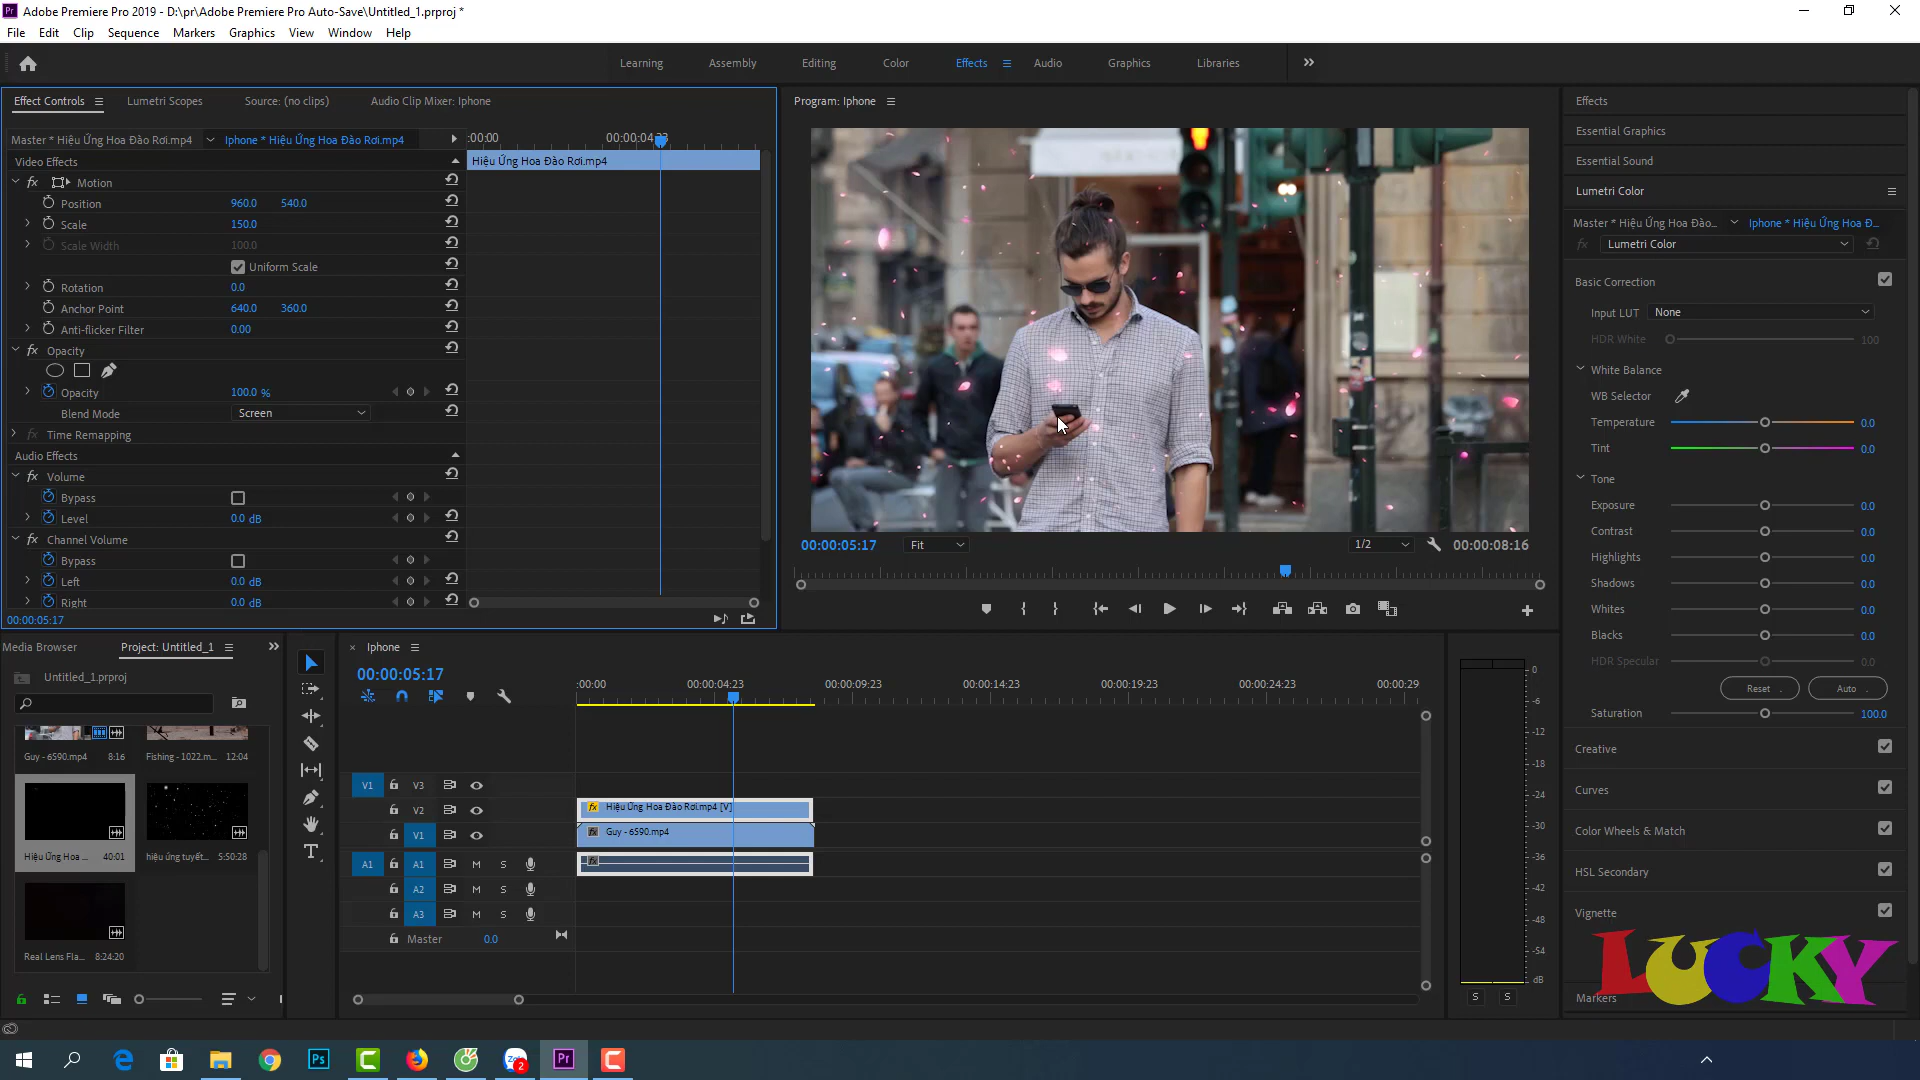 Adobe Premiere Pro 2019 - D:\pr\Adobe Premiere Pro Auto-Save\Untitled_1.prproj *
File Edit Clip Sequence Markers Graphics View Window Help
Learning Assembly Editing Color Effects Audio Graphics Libraries
Effect Controls Lumetri Scopes Source: (no clips) Audio Clip Mixer: Iphone
Master * Hiệu Ứng Hoa Đào Rơi.mp4 Iphone * Hiệu Ứng Hoa Đào Rơi.mp4
:00:00 00:00:04:23
Video Effects
Hiệu Ứng Hoa Đào Rơi.mp4
fx Motion
Position 960.0 540.0
Scale 150.0
Scale Width 100.0
Uniform Scale
Rotation 0.0
Anchor Point 640.0 360.0
Anti-flicker Filter 0.00
fx Opacity
Opacity 100.0 %
Blend Mode Screen
fx Time Remapping
Audio Effects
fx Volume
Bypass
Level 0.0 dB
fx Channel Volume
Bypass
Left 0.0 dB
Right 0.0 dB
00:00:05:17
Program: Iphone
00:00:05:17 Fit 1/2 00:00:08:16
Effects
Essential Graphics
Essential Sound
Lumetri Color
Master * Hiệu Ứng Hoa Đào... Iphone * Hiệu Ứng Hoa Đ...
fx Lumetri Color
Basic Correction
Input LUT None
HDR White 100
White Balance
WB Selector
Temperature 0.0
Tint 0.0
Tone
Exposure 0.0
Contrast 0.0
Highlights 0.0
Shadows 0.0
Whites 0.0
Blacks 0.0
HDR Specular 0.0
Reset Auto
Saturation 100.0
Creative
Curves
Color Wheels & Match
HSL Secondary
Vignette
LUCKY
Markers
Media Browser Project: Untitled_1
Untitled_1.prproj
Guy - 6590.mp4 8:16 Fishing - 1022.m... 12:04
Hiệu Ứng Hoa ... 40:01 hiệu ứng tuyết... 5:50:28
Real Lens Fla... 8:24:20
Iphone
00:00:05:17
:00:00 00:00:04:23 00:00:09:23 00:00:14:23 00:00:19:23 00:00:24:23 00:00:29
V1 V3
V2 fx Hiệu Ứng Hoa Đào Rơi.mp4 [V]
V1 fx Guy - 6590.mp4
A1 A1 M S fx
A2 M S
A3 M S
Master 0.0
0
-6
-12
-18
-24
-30
-36
-42
-48
-54
dB
S S
Ps Zalo 2 Pr